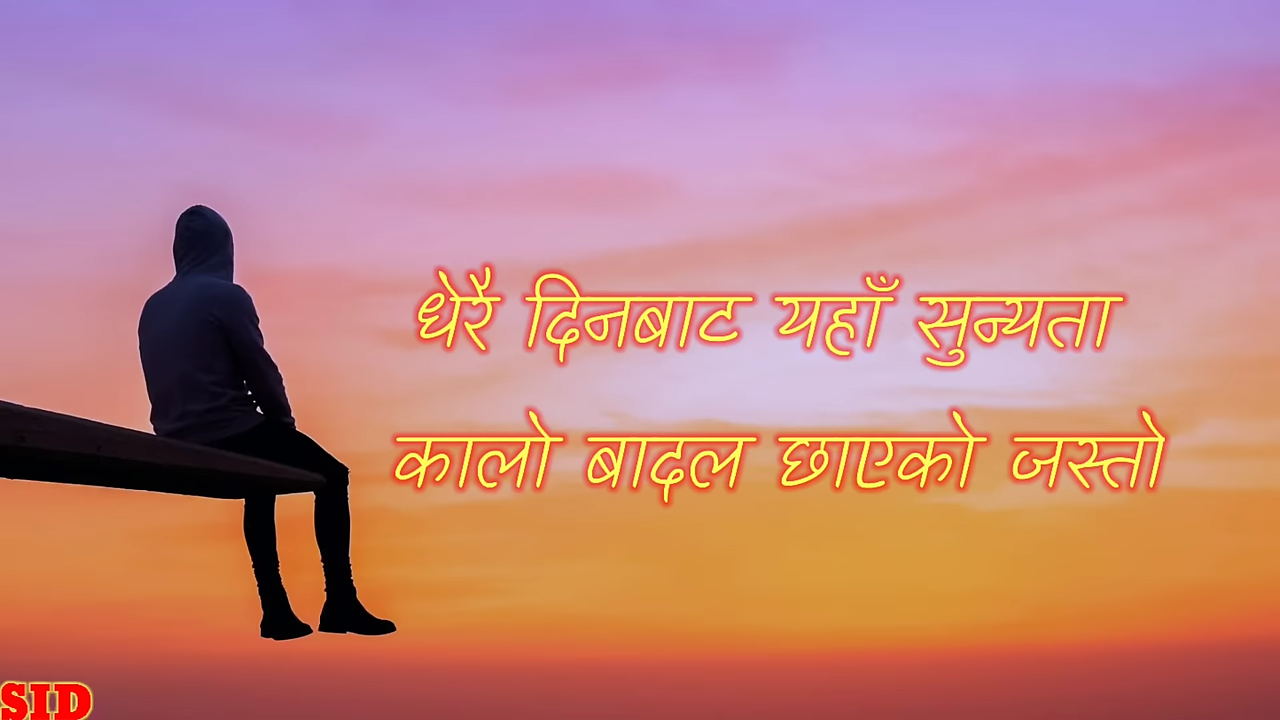 धेरै दिनबाट यहाँ सुन्यता
कालो बादल छाएको जस्तो
SID